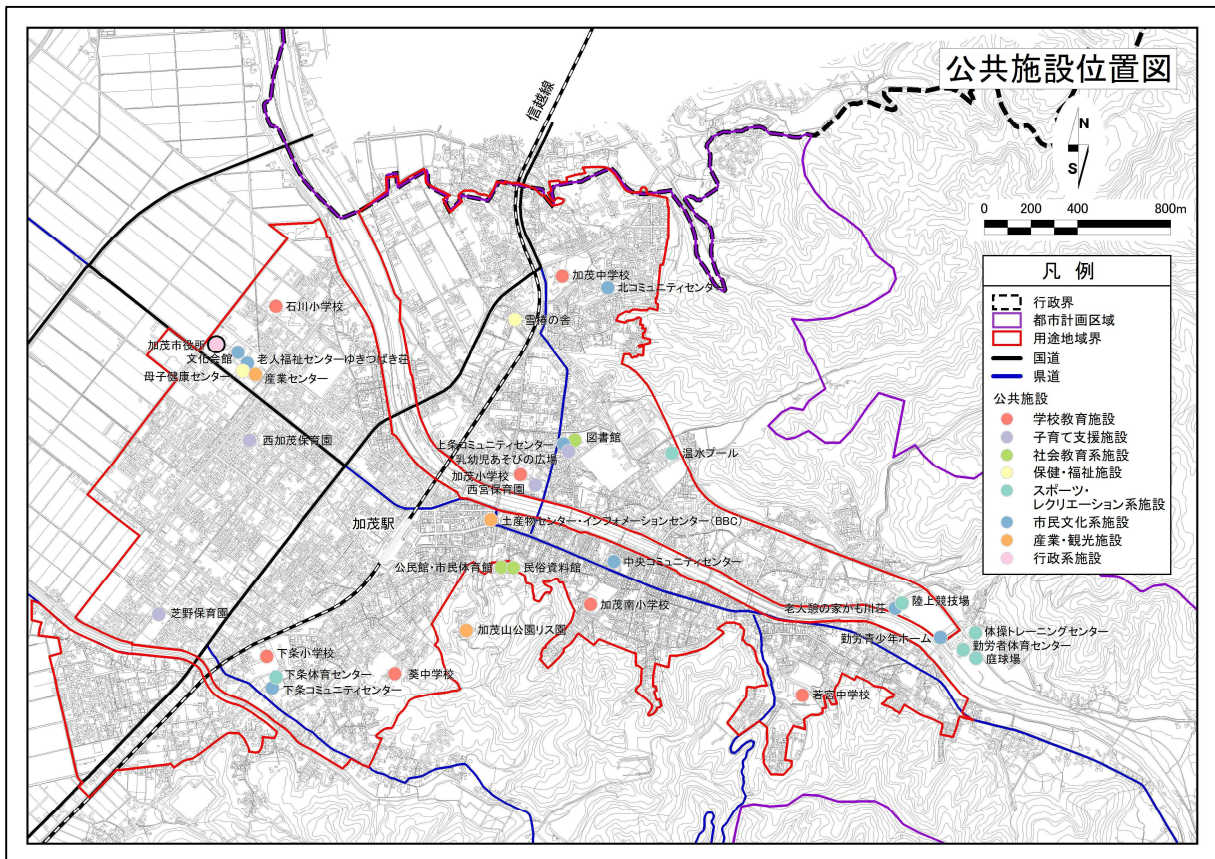 公共施設位置図
信越線
N
S
0 200 400 800m
凡 例
行政界
都市計画区域
用途地域界
国道
県道
公共施設
学校教育施設
子育て支援施設
社会教育系施設
保健・福祉施設
スポーツ・
レクリエーション系施設
市民文化系施設
産業・観光施設
行政系施設
加茂中学校
北コミュニティセンター
石川小学校
雪椿の舎
加茂市役所
文化会館
老人福祉センターゆきつばき荘
母子健康センター
産業センター
西加茂保育園
上条コミュニティセンター
図書館
乳幼児あそびの広場
温水プール
加茂小学校
西宮保育園
加茂駅
土産物センター・インフォメーションセンター(BBC)
公民館・市民体育館
民俗資料館
中央コミュニティセンター
加茂南小学校
老人憩の家かも川荘
陸上競技場
芝野保育園
加茂山公園リス園
勤労青少年ホーム
体操トレーニングセンター
勤労者体育センター
庭球場
下条小学校
下条体育センター
葵中学校
下条コミュニティセンター
若宮中学校